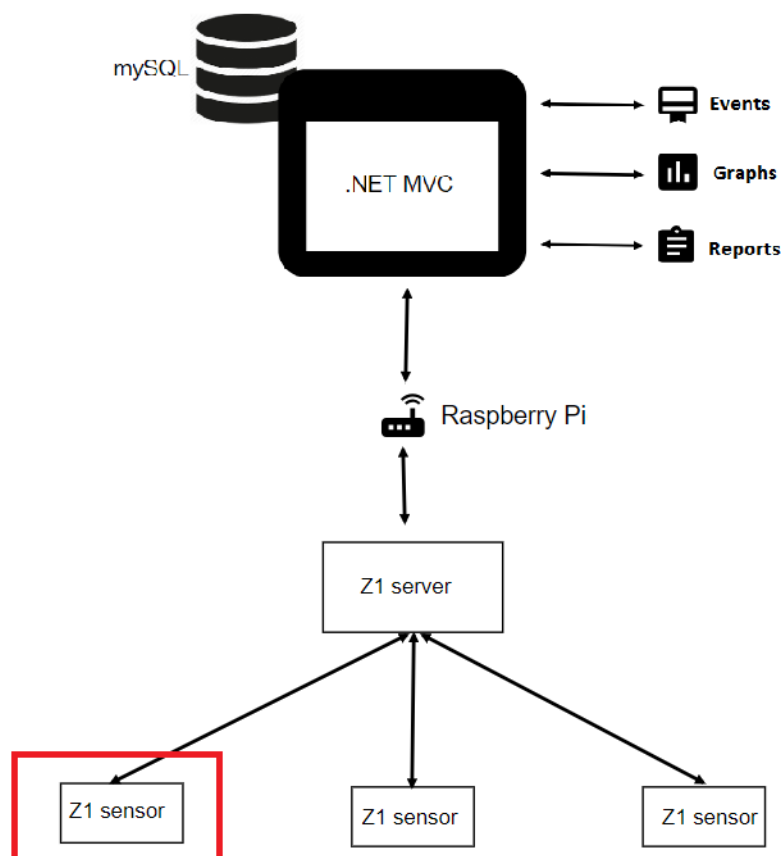 mySQL
.NET MVC
Events
Graphs
Reports
Raspberry Pi
Z1 server
Z1 sensor
Z1 sensor
Z1 sensor